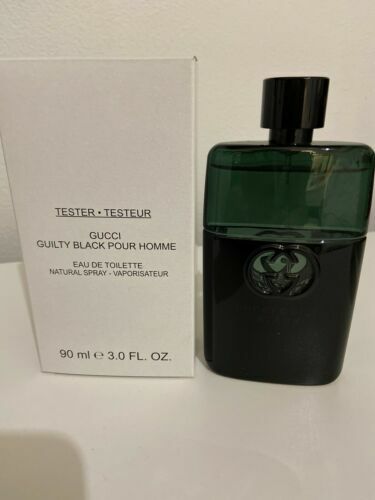 TESTER • TESTEUR
GUCCI
GUILTY BLACK POUR HOMME
EAU DE TOILETTE
NATURAL SPRAY - VAPORISATEUR
90 ml ℮ 3.0 FL. OZ.